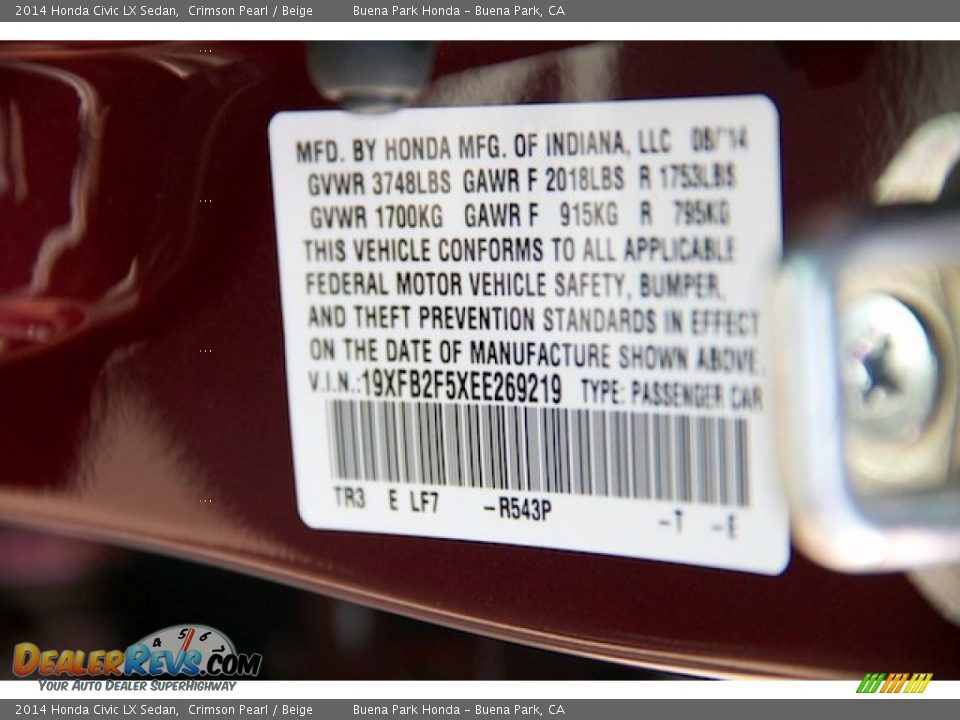 2014 Honda Civic LX Sedan, Crimson Pearl / Beige Buena Park Honda - Buena Park, CA
MFD. BY HONDA MFG. OF INDIANA, LLC 08/'14
GVWR 3748LBS GAWR F 2018LBS R 1753LBS
GVWR 1700KG GAWR F 915KG R 795KG
THIS VEHICLE CONFORMS TO ALL APPLICABLE
FEDERAL MOTOR VEHICLE SAFETY, BUMPER,
AND THEFT PREVENTION STANDARDS IN EFFECT
ON THE DATE OF MANUFACTURE SHOWN ABOVE.
V.I.N.:19XFB2F5XEE269219 TYPE: PASSENGER CAR
TR3 E LF7 -R543P -T -E
4 5 6
DEALERREVS.COM
YOUR AUTO DEALER SUPERHIGHWAY
2014 Honda Civic LX Sedan, Crimson Pearl / Beige Buena Park Honda - Buena Park, CA